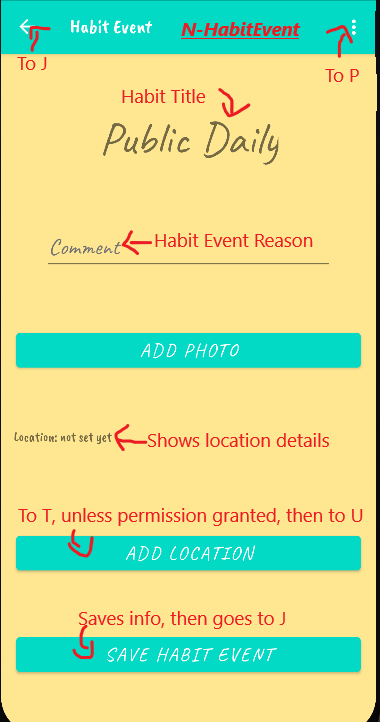 Habit Event N-HabitEvent
To J
To P
Habit Title
Public Daily
Comment Habit Event Reason
ADD PHOTO
Location: not set yet Shows location details
To T, unless permission granted, then to U
ADD LOCATION
Saves info, then goes to J
SAVE HABIT EVENT